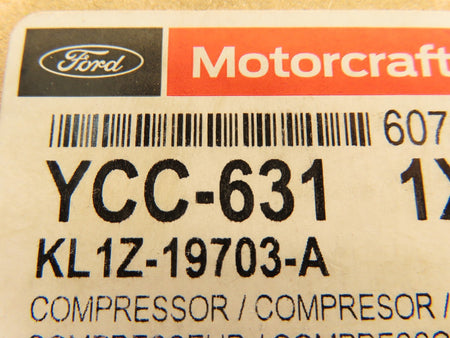 Ford Motorcraft
607
YCC-631 1X
KL1Z-19703-A
COMPRESSOR / COMPRESOR /